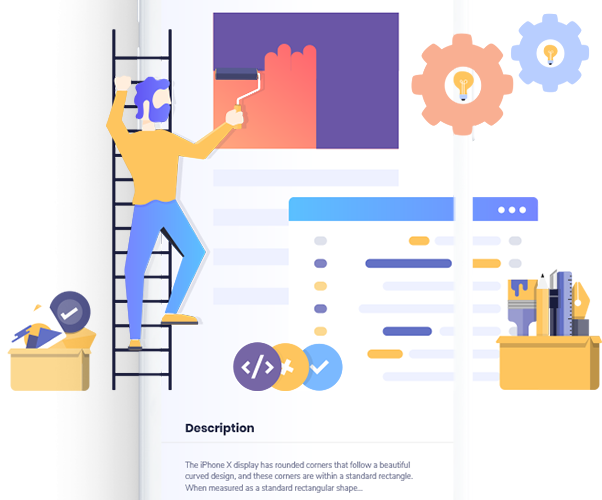 </>
Description
The iPhone X display has rounded corners that follow a beautiful
curved design, and these corners are within a standard rectangle.
When measured as a standard rectangular shape...